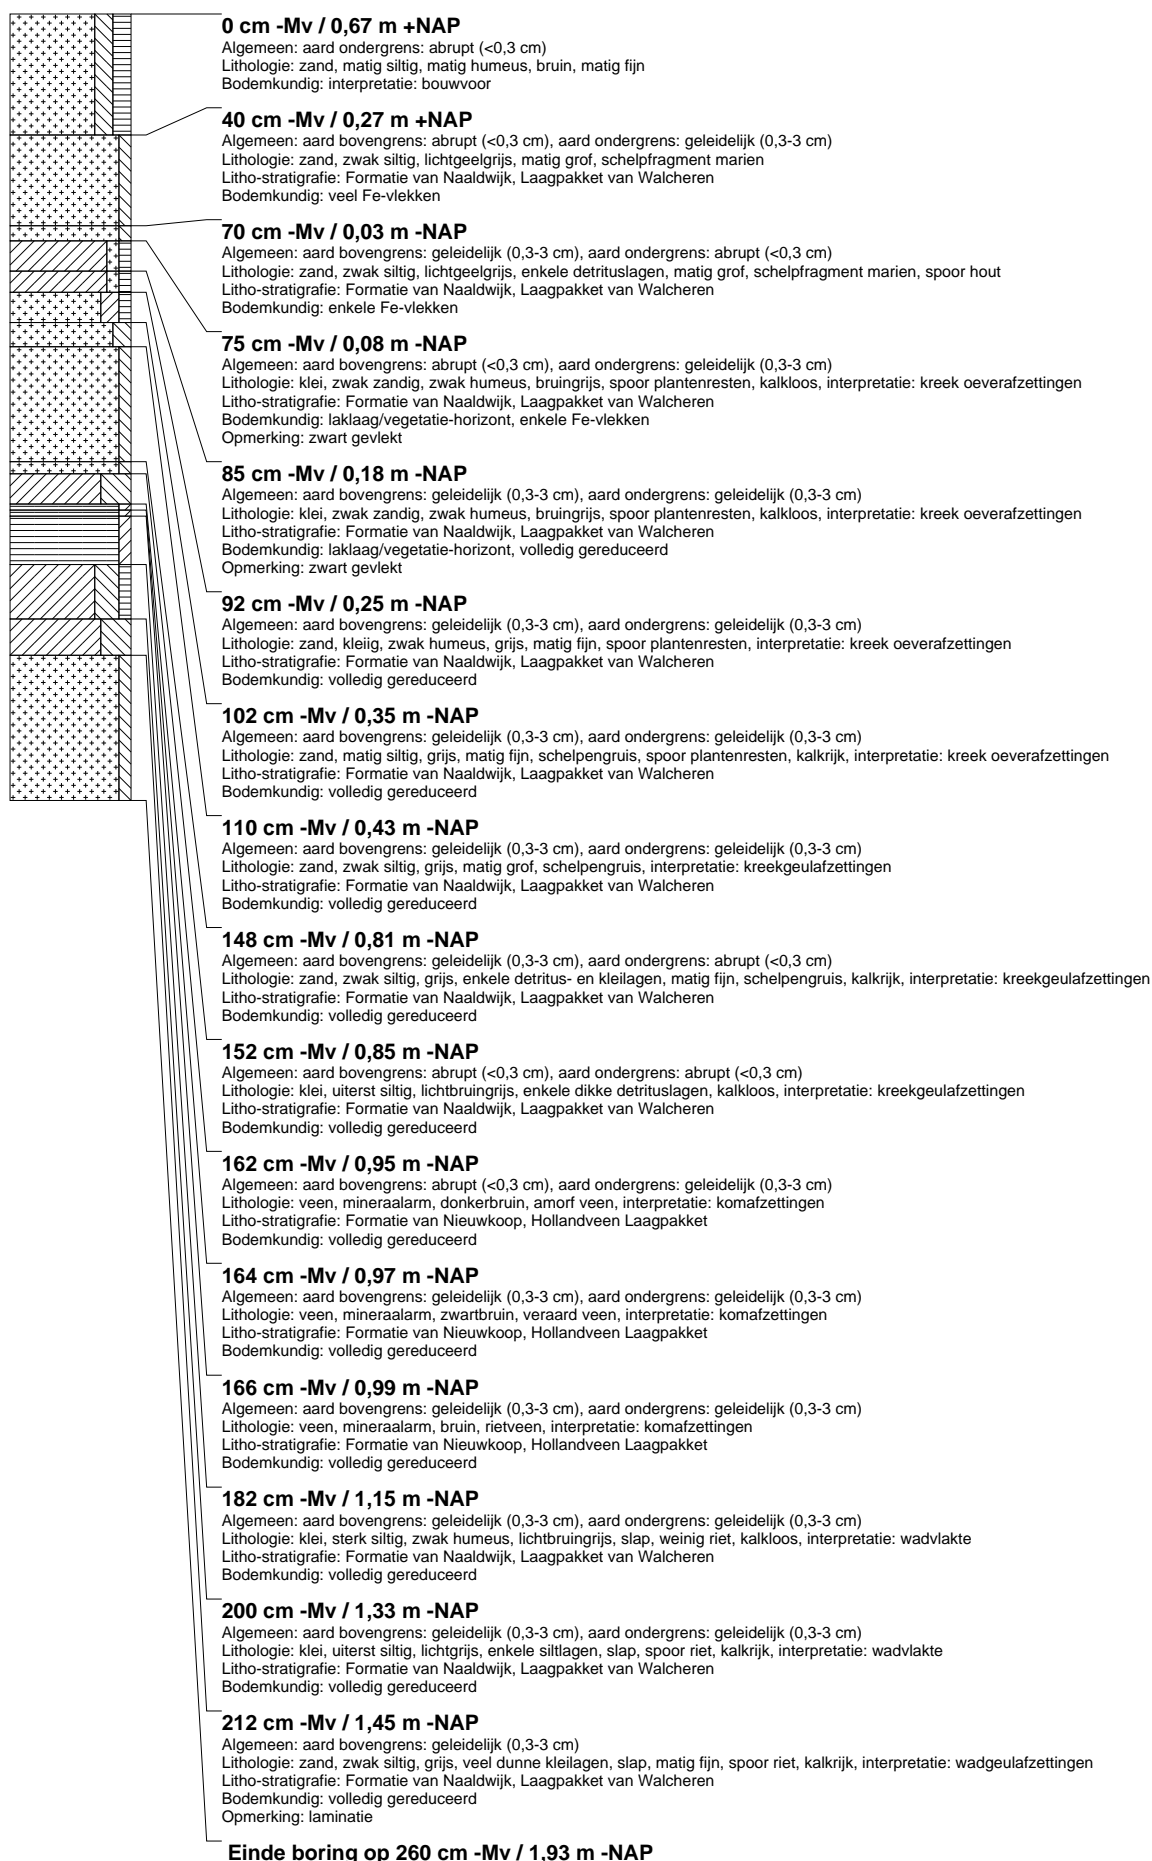 0 cm -Mv / 0,67 m +NAP
Algemeen: aard ondergrens: abrupt (<0,3 cm)
Lithologie: zand, matig siltig, matig humeus, bruin, matig fijn
Bodemkundig: interpretatie: bouwvoor
40 cm -Mv / 0,27 m +NAP
Algemeen: aard bovengrens: abrupt (<0,3 cm), aard ondergrens: geleidelijk (0,3-3 cm)
Lithologie: zand, zwak siltig, lichtgeelgrijs, matig grof, schelpfragment marien
Litho-stratigrafie: Formatie van Naaldwijk, Laagpakket van Walcheren
Bodemkundig: veel Fe-vlekken
70 cm -Mv / 0,03 m -NAP
Algemeen: aard bovengrens: geleidelijk (0,3-3 cm), aard ondergrens: abrupt (<0,3 cm)
Lithologie: zand, zwak siltig, lichtgeelgrijs, enkele detrituslagen, matig grof, schelpfragment marien, spoor hout
Litho-stratigrafie: Formatie van Naaldwijk, Laagpakket van Walcheren
Bodemkundig: enkele Fe-vlekken
75 cm -Mv / 0,08 m -NAP
Algemeen: aard bovengrens: abrupt (<0,3 cm), aard ondergrens: geleidelijk (0,3-3 cm)
Lithologie: klei, zwak zandig, zwak humeus, bruingrijs, spoor plantenresten, kalkloos, interpretatie: kreek oeverafzettingen
Litho-stratigrafie: Formatie van Naaldwijk, Laagpakket van Walcheren
Bodemkundig: laklaag/vegetatie-horizont, enkele Fe-vlekken
Opmerking: zwart gevlekt
85 cm -Mv / 0,18 m -NAP
Algemeen: aard bovengrens: geleidelijk (0,3-3 cm), aard ondergrens: geleidelijk (0,3-3 cm)
Lithologie: klei, zwak zandig, zwak humeus, bruingrijs, spoor plantenresten, kalkloos, interpretatie: kreek oeverafzettingen
Litho-stratigrafie: Formatie van Naaldwijk, Laagpakket van Walcheren
Bodemkundig: laklaag/vegetatie-horizont, volledig gereduceerd
Opmerking: zwart gevlekt
92 cm -Mv / 0,25 m -NAP
Algemeen: aard bovengrens: geleidelijk (0,3-3 cm), aard ondergrens: geleidelijk (0,3-3 cm)
Lithologie: zand, kleiig, zwak humeus, grijs, matig fijn, spoor plantenresten, interpretatie: kreek oeverafzettingen
Litho-stratigrafie: Formatie van Naaldwijk, Laagpakket van Walcheren
Bodemkundig: volledig gereduceerd
102 cm -Mv / 0,35 m -NAP
Algemeen: aard bovengrens: geleidelijk (0,3-3 cm), aard ondergrens: geleidelijk (0,3-3 cm)
Lithologie: zand, matig siltig, grijs, matig fijn, schelpengruis, spoor plantenresten, kalkrijk, interpretatie: kreek oeverafzettingen
Litho-stratigrafie: Formatie van Naaldwijk, Laagpakket van Walcheren
Bodemkundig: volledig gereduceerd
110 cm -Mv / 0,43 m -NAP
Algemeen: aard bovengrens: geleidelijk (0,3-3 cm), aard ondergrens: geleidelijk (0,3-3 cm)
Lithologie: zand, zwak siltig, grijs, matig grof, schelpengruis, interpretatie: kreekgeulafzettingen
Litho-stratigrafie: Formatie van Naaldwijk, Laagpakket van Walcheren
Bodemkundig: volledig gereduceerd
148 cm -Mv / 0,81 m -NAP
Algemeen: aard bovengrens: geleidelijk (0,3-3 cm), aard ondergrens: abrupt (<0,3 cm)
Lithologie: zand, zwak siltig, grijs, enkele detritus- en kleilagen, matig fijn, schelpengruis, kalkrijk, interpretatie: kreekgeulafzettingen
Litho-stratigrafie: Formatie van Naaldwijk, Laagpakket van Walcheren
Bodemkundig: volledig gereduceerd
152 cm -Mv / 0,85 m -NAP
Algemeen: aard bovengrens: abrupt (<0,3 cm), aard ondergrens: abrupt (<0,3 cm)
Lithologie: klei, uiterst siltig, lichtbruingrijs, enkele dikke detrituslagen, kalkloos, interpretatie: kreekgeulafzettingen
Litho-stratigrafie: Formatie van Naaldwijk, Laagpakket van Walcheren
Bodemkundig: volledig gereduceerd
162 cm -Mv / 0,95 m -NAP
Algemeen: aard bovengrens: abrupt (<0,3 cm), aard ondergrens: geleidelijk (0,3-3 cm)
Lithologie: veen, mineraalarm, donkerbruin, amorf veen, interpretatie: komafzettingen
Litho-stratigrafie: Formatie van Nieuwkoop, Hollandveen Laagpakket
Bodemkundig: volledig gereduceerd
164 cm -Mv / 0,97 m -NAP
Algemeen: aard bovengrens: geleidelijk (0,3-3 cm), aard ondergrens: geleidelijk (0,3-3 cm)
Lithologie: veen, mineraalarm, zwartbruin, veraard veen, interpretatie: komafzettingen
Litho-stratigrafie: Formatie van Nieuwkoop, Hollandveen Laagpakket
Bodemkundig: volledig gereduceerd
166 cm -Mv / 0,99 m -NAP
Algemeen: aard bovengrens: geleidelijk (0,3-3 cm), aard ondergrens: geleidelijk (0,3-3 cm)
Lithologie: veen, mineraalarm, bruin, rietveen, interpretatie: komafzettingen
Litho-stratigrafie: Formatie van Nieuwkoop, Hollandveen Laagpakket
Bodemkundig: volledig gereduceerd
182 cm -Mv / 1,15 m -NAP
Algemeen: aard bovengrens: geleidelijk (0,3-3 cm), aard ondergrens: geleidelijk (0,3-3 cm)
Lithologie: klei, sterk siltig, zwak humeus, lichtbruingrijs, slap, weinig riet, kalkloos, interpretatie: wadvlakte
Litho-stratigrafie: Formatie van Naaldwijk, Laagpakket van Walcheren
Bodemkundig: volledig gereduceerd
200 cm -Mv / 1,33 m -NAP
Algemeen: aard bovengrens: geleidelijk (0,3-3 cm), aard ondergrens: geleidelijk (0,3-3 cm)
Lithologie: klei, uiterst siltig, lichtgrijs, enkele siltlagen, slap, spoor riet, kalkrijk, interpretatie: wadvlakte
Litho-stratigrafie: Formatie van Naaldwijk, Laagpakket van Walcheren
Bodemkundig: volledig gereduceerd
212 cm -Mv / 1,45 m -NAP
Algemeen: aard bovengrens: geleidelijk (0,3-3 cm)
Lithologie: zand, zwak siltig, grijs, veel dunne kleilagen, slap, matig fijn, spoor riet, kalkrijk, interpretatie: wadgeulafzettingen
Litho-stratigrafie: Formatie van Naaldwijk, Laagpakket van Walcheren
Bodemkundig: volledig gereduceerd
Opmerking: laminatie
Einde boring op 260 cm -Mv / 1,93 m -NAP